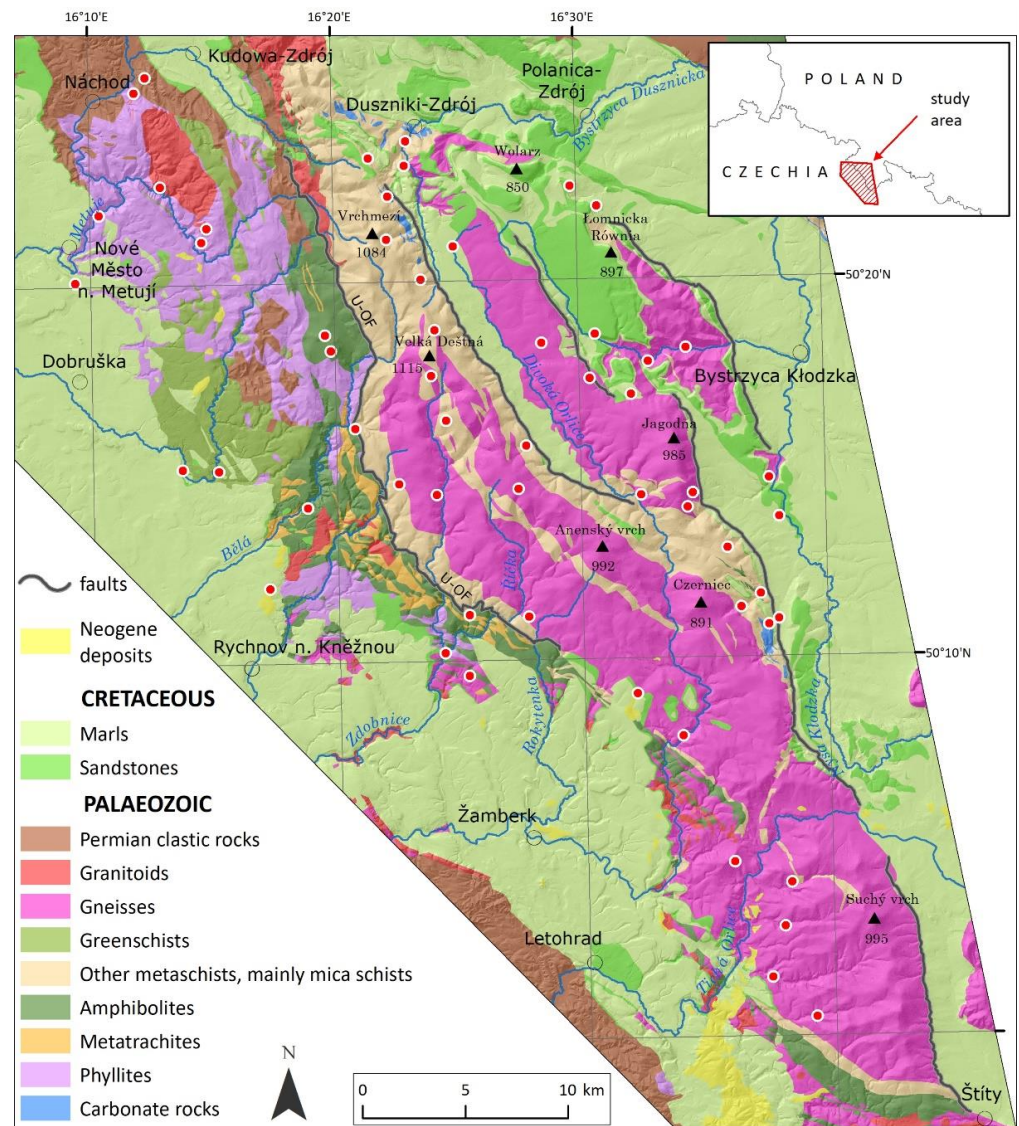 16°10'E
16°20'E
16°30'E
Kudowa-Zdrój
Náchod
Duszniki-Zdrój
Polanica-
Zdrój
Bystrzyca Dusznicka
Wolarz
850
POLAND
CZECHIA
study
area
Metuje
Vrchmezí
1084
Łomnicka
Równia
897
Nové
Město
n. Metují
50°20'N
U-OF
Velká Deštná
1115
Dobruška
Divoká Orlice
Bystrzyca Kłodzka
Jagodna
985
Bělá
Říčka
Anenský vrch
992
Czerniec
891
U-OF
faults
Neogene
deposits
Rychnov n. Kněžnou
50°10'N
CRETACEOUS
Marls
Sandstones
Zdobnice
Rokytenka
Nysa Kłodzka
PALAEOZOIC
Permian clastic rocks
Granitoids
Gneisses
Greenschists
Other metaschists, mainly mica schists
Amphibolites
Metatrachites
Phyllites
Carbonate rocks
Žamberk
Letohrad
Tichá Orlice
Suchý vrch
995
N
0 5 10 km
Štíty